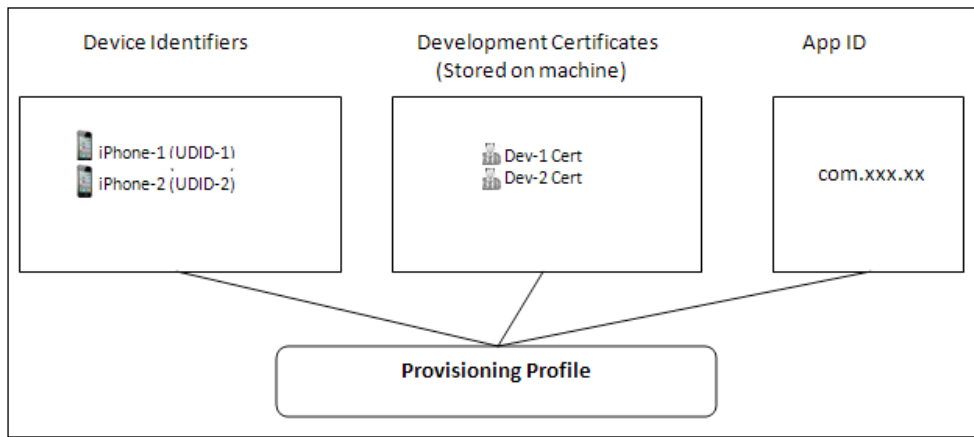 Device Identifiers
Development Certificates
(Stored on machine)
App ID
iPhone-1 (UDID-1)
iPhone-2 (UDID-2)
Dev-1 Cert
Dev-2 Cert
com.xxx.xx
Provisioning Profile